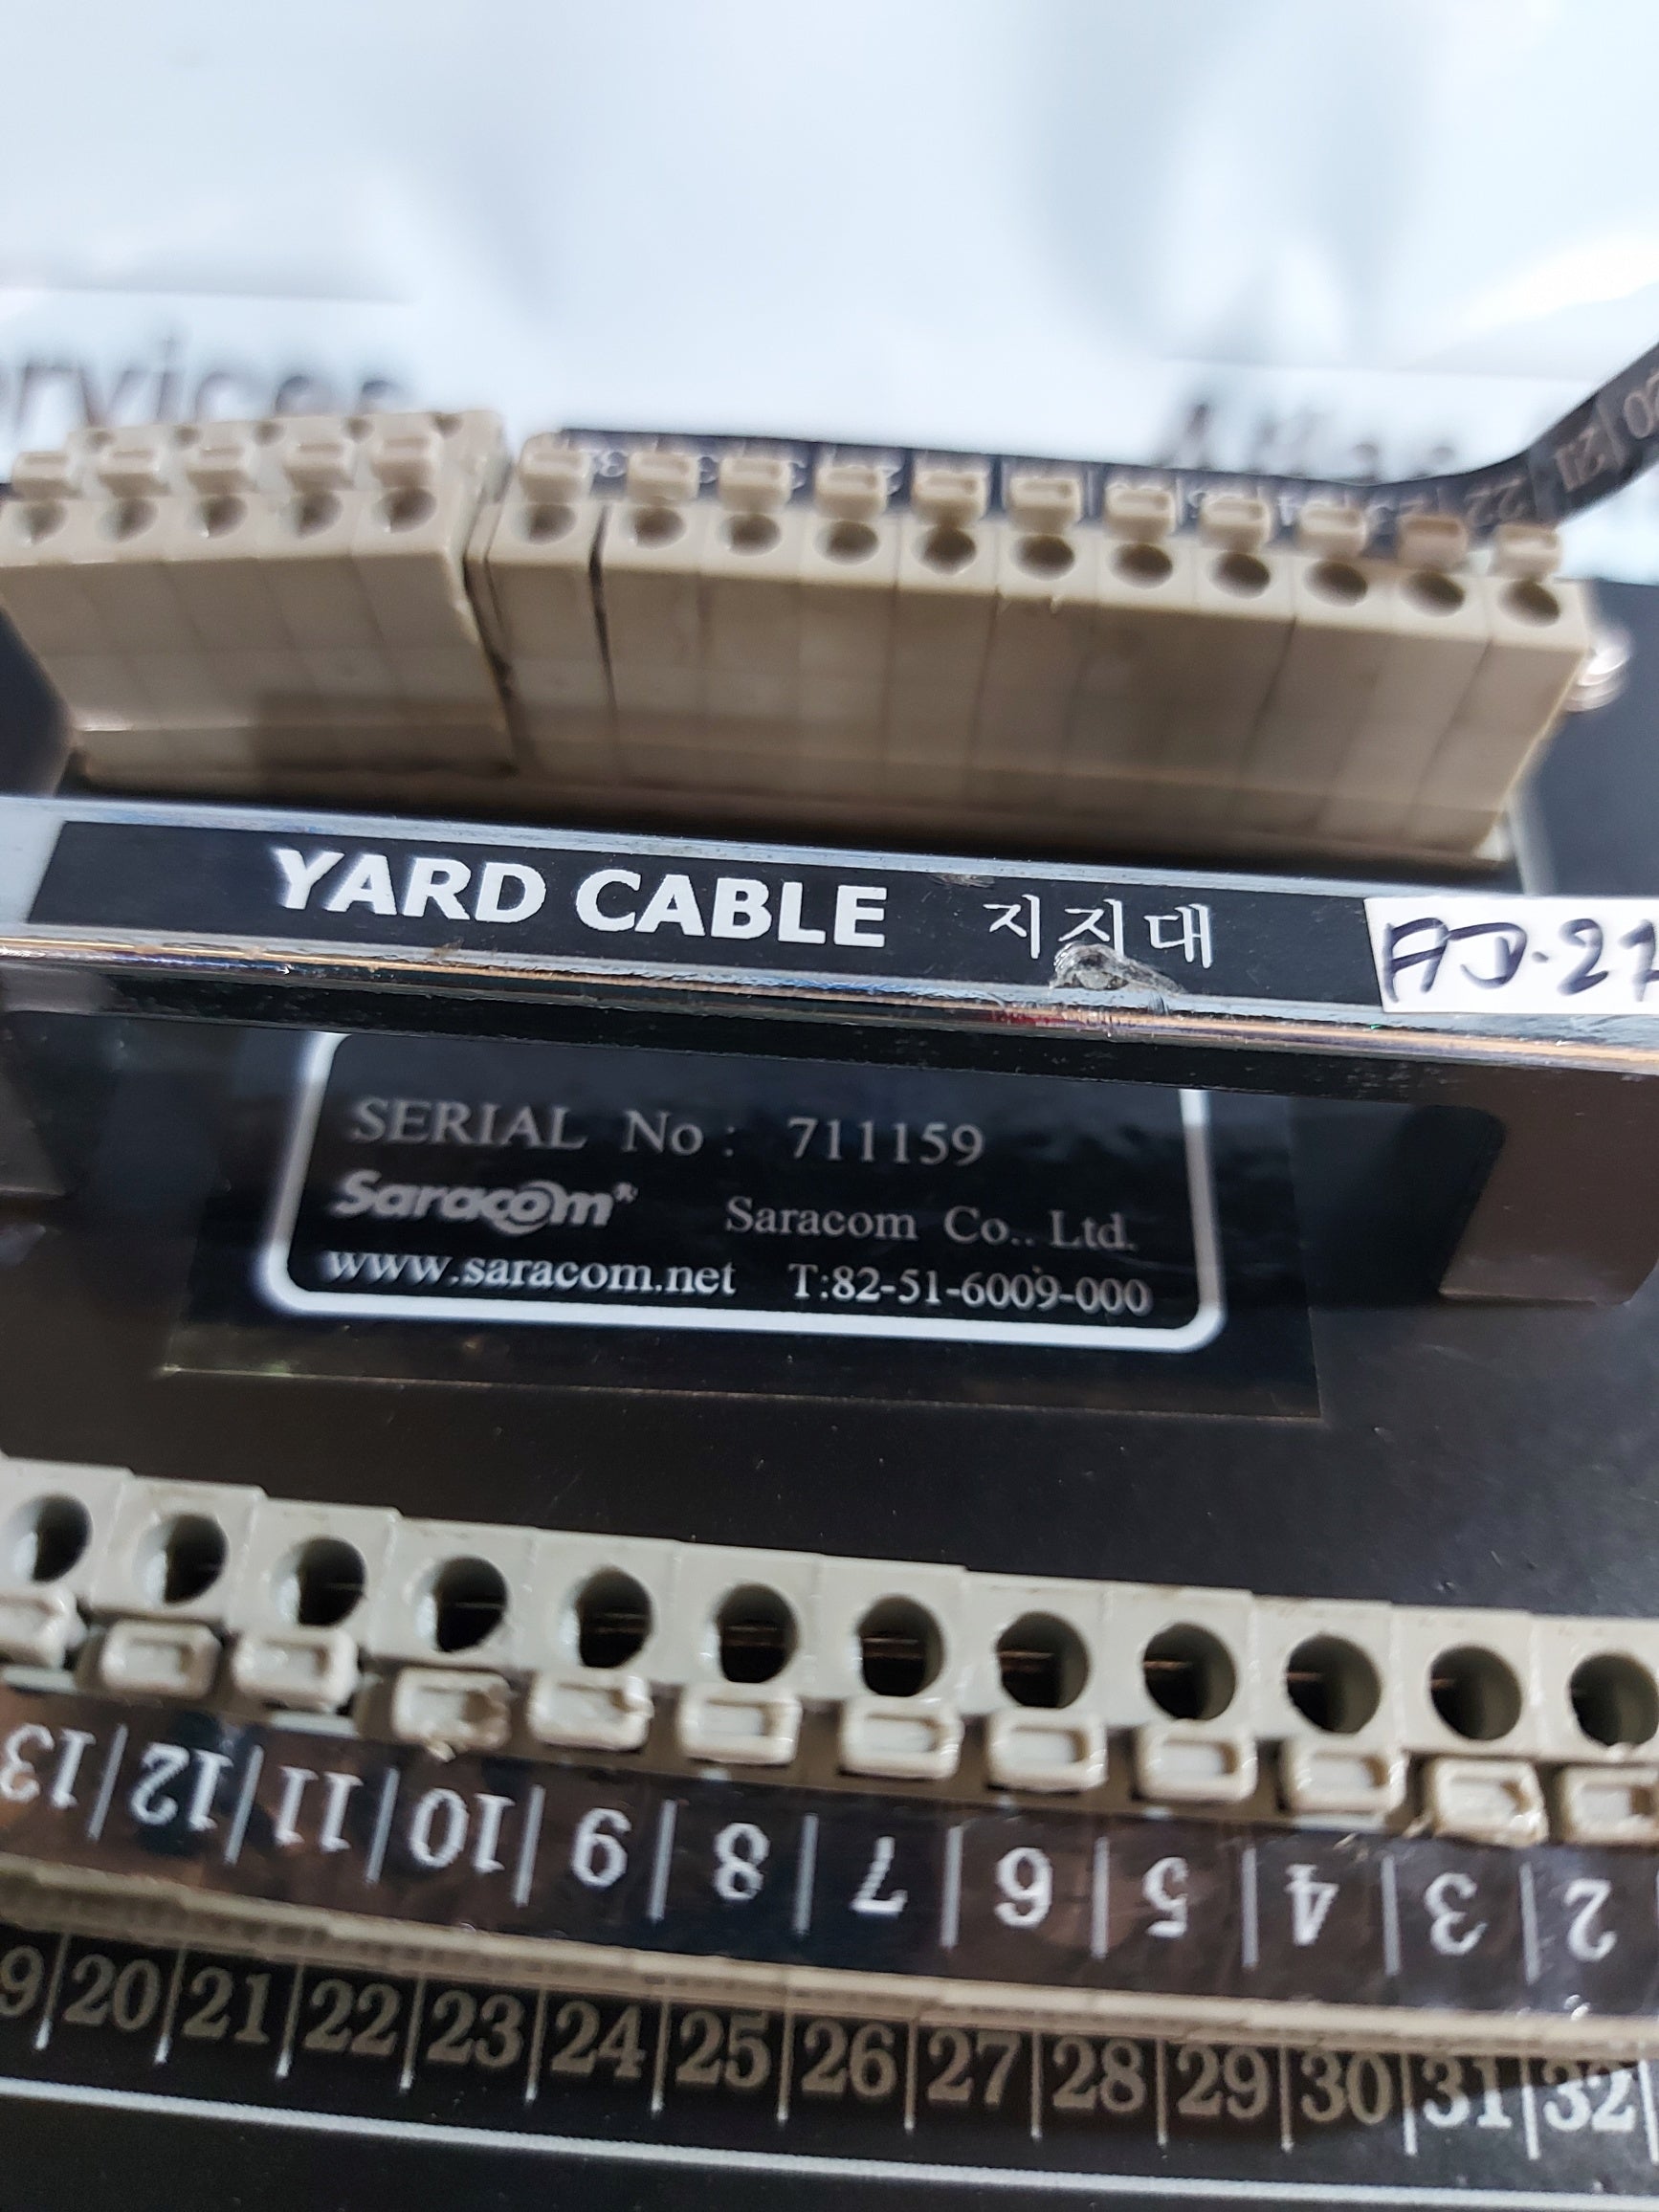 YARD CABLE 지지대
AJ-27
SERIAL No : 711159
Saracom Saracom Co.. Ltd.
www.saracom.net T:82-51-6009-000
13 12 11 10 9 8 7 6 5 4 3 2
20 21 22 23 24 25 26 27 28 29 30 31 32